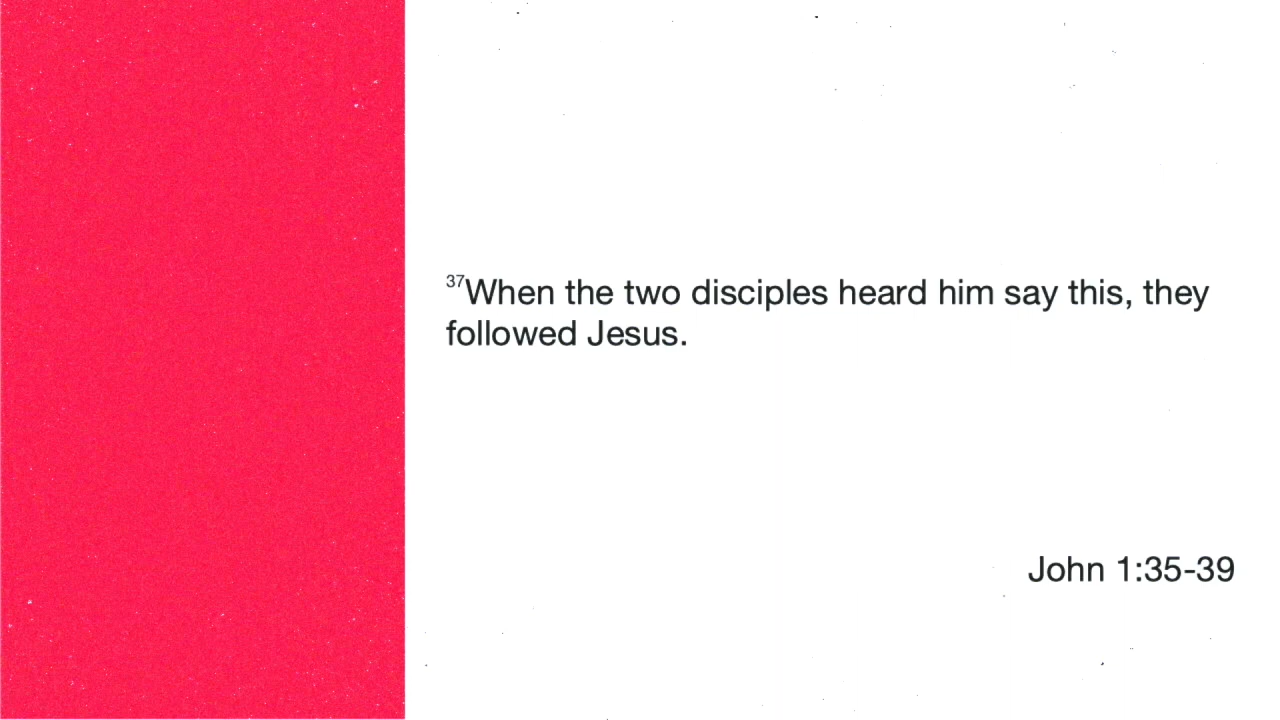 37When the two disciples heard him say this, they
followed Jesus.
John 1:35-39